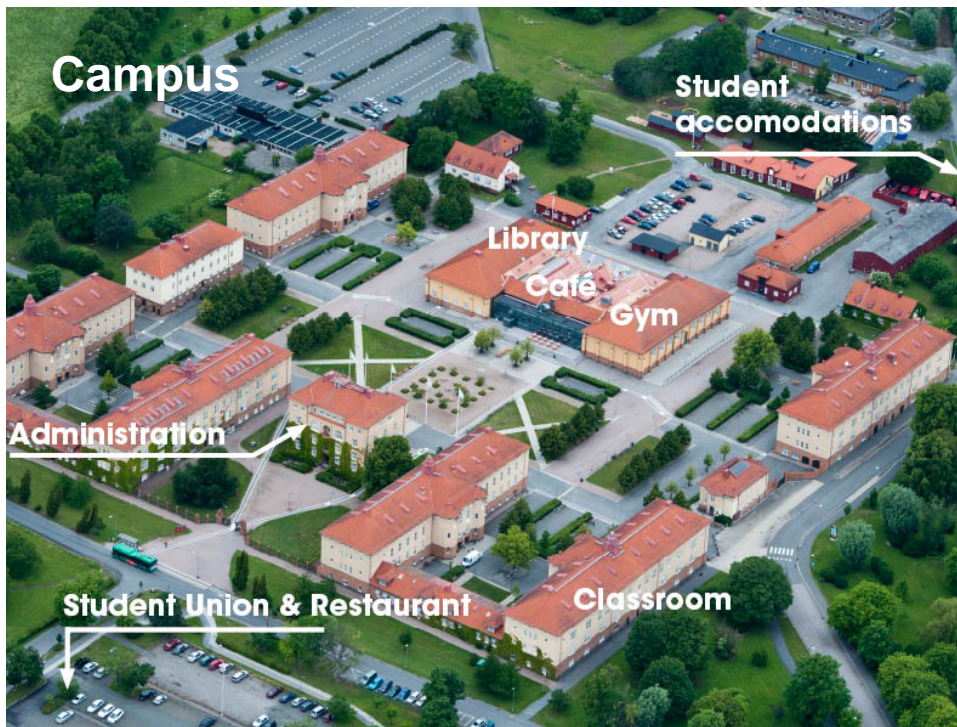 Campus
Student
accomodations
Library
Café
Gym
Administration
Student Union & Restaurant
Classroom